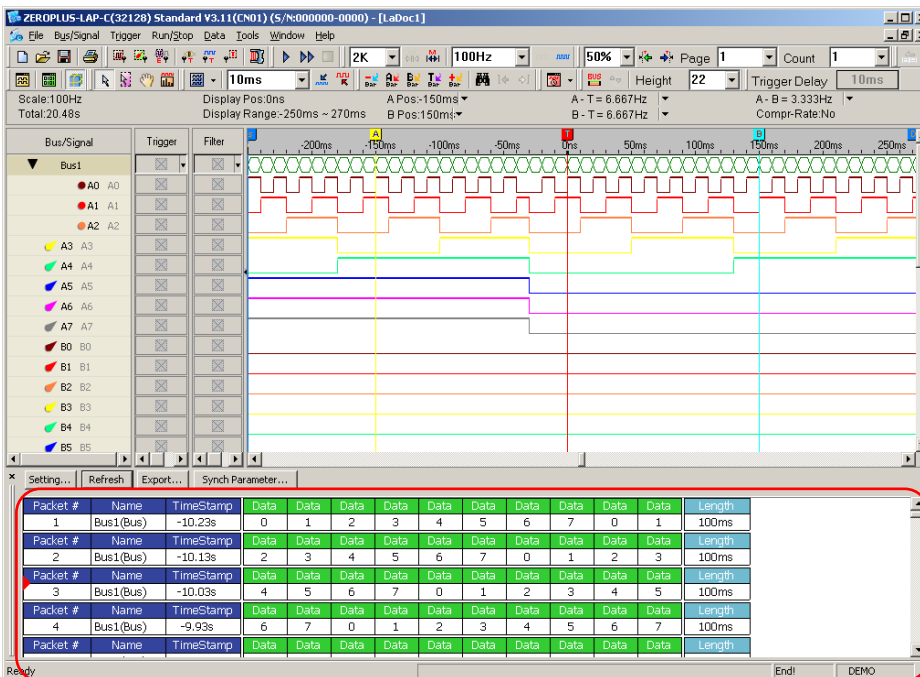 ZEROPLUS-LAP-C(32128) Standard V3.11(CN01) (S/N:000000-0000) - [LaDoc1]
File Bus/Signal Trigger Run/Stop Data Tools Window Help
2K 100Hz 50% Page 1 Count 1
10ms Bar Bar Bar Bar Bar Height 22 Trigger Delay 10ms
Scale:100Hz Display Pos:0ns A Pos:-150ms A - T = 6.667Hz A - B = 3.333Hz
Total:20.48s Display Range:-250ms ~ 270ms B Pos:150ms B - T = 6.667Hz Compr-Rate:No
Bus/Signal Trigger Filter A T B
-200ms -150ms -100ms -50ms 0ns 50ms 100ms 150ms 200ms 250ms
Bus1
A0 A0
A1 A1
A2 A2
A3 A3
A4 A4
A5 A5
A6 A6
A7 A7
B0 B0
B1 B1
B2 B2
B3 B3
B4 B4
B5 B5
Setting... Refresh Export... Synch Parameter...
Packet # Name TimeStamp Data Data Data Data Data Data Data Data Data Data Length
1 Bus1(Bus) -10.23s 0 1 2 3 4 5 6 7 0 1 100ms
Packet # Name TimeStamp Data Data Data Data Data Data Data Data Data Data Length
2 Bus1(Bus) -10.13s 2 3 4 5 6 7 0 1 2 3 100ms
Packet # Name TimeStamp Data Data Data Data Data Data Data Data Data Data Length
3 Bus1(Bus) -10.03s 4 5 6 7 0 1 2 3 4 5 100ms
Packet # Name TimeStamp Data Data Data Data Data Data Data Data Data Data Length
4 Bus1(Bus) -9.93s 6 7 0 1 2 3 4 5 6 7 100ms
Packet # Name TimeStamp Data Data Data Data Data Data Data Data Data Data Length
Ready End! DEMO